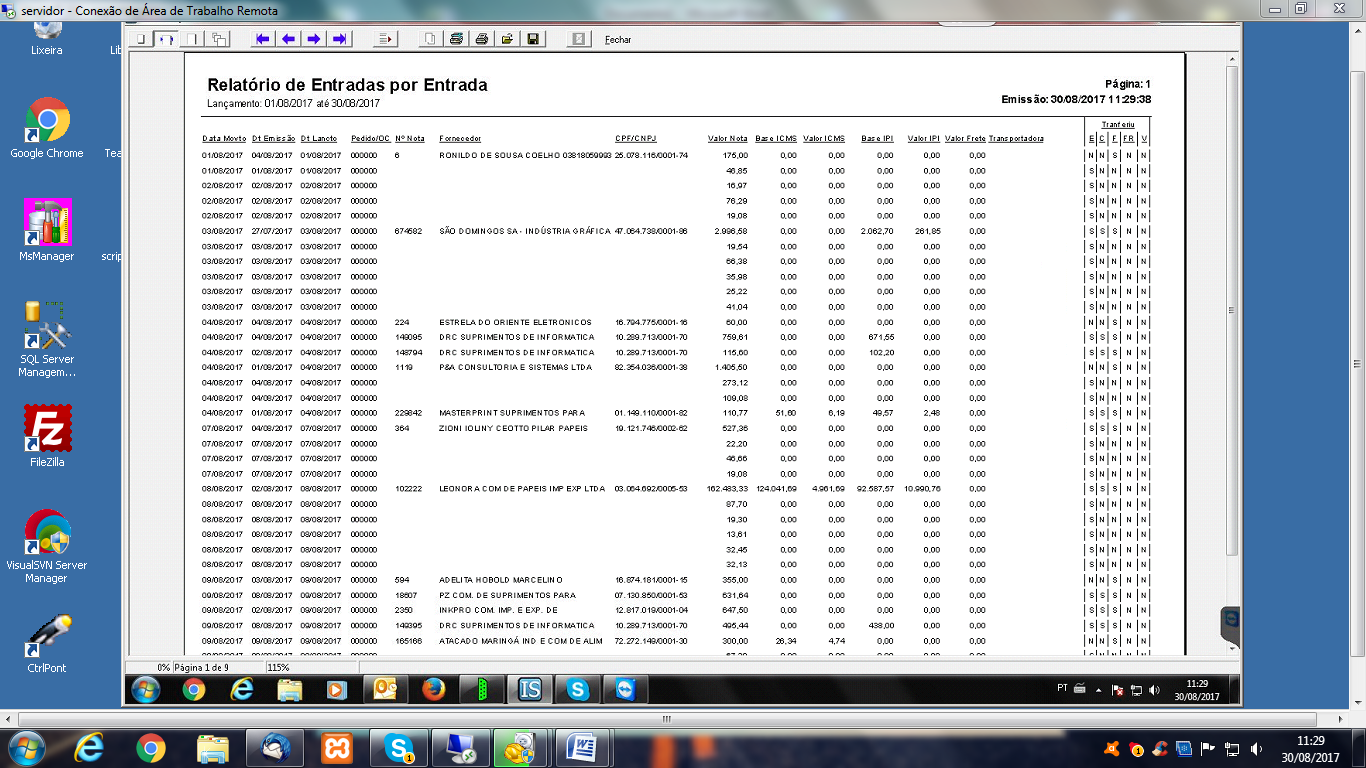 servidor - Conexão de Área de Trabalho Remota
Lixeira
Lib
Google Chrome
Tea
MsManager
scrip
SQL Server
Managem...
FileZilla
VisualSVN Server
Manager
CtrlPont
Fechar
Relatório de Entradas por Entrada
Página: 1
Lançamento: 01/08/2017 até 30/08/2017
Emissão: 30/08/2017 11:29:38
Tranferiu
Data Movto Dt Emissão Dt Lancto Pedido/OC Nº Nota Fornecedor CPF/CNPJ Valor Nota Base ICMS Valor ICMS Base IPI Valor IPI Valor Frete Transportadora E C F FR V
01/08/2017 04/08/2017 01/08/2017 000000 6 RONILDO DE SOUSA COELHO 03818059993 25.078.116/0001-74 175,00 0,00 0,00 0,00 0,00 0,00 N N S N N
01/08/2017 01/08/2017 01/08/2017 000000 46,85 0,00 0,00 0,00 0,00 0,00 S N N N N
02/08/2017 02/08/2017 02/08/2017 000000 16,97 0,00 0,00 0,00 0,00 0,00 S N N N N
02/08/2017 02/08/2017 02/08/2017 000000 76,29 0,00 0,00 0,00 0,00 0,00 S N N N N
02/08/2017 02/08/2017 02/08/2017 000000 19,08 0,00 0,00 0,00 0,00 0,00 S N N N N
03/08/2017 27/07/2017 03/08/2017 000000 674582 SÃO DOMINGOS SA - INDÚSTRIA GRÁFICA 47.064.738/0001-86 2.986,58 0,00 0,00 2.062,70 261,85 0,00 S S S N N
03/08/2017 03/08/2017 03/08/2017 000000 19,54 0,00 0,00 0,00 0,00 0,00 S N N N N
03/08/2017 03/08/2017 03/08/2017 000000 66,38 0,00 0,00 0,00 0,00 0,00 S N N N N
03/08/2017 03/08/2017 03/08/2017 000000 35,98 0,00 0,00 0,00 0,00 0,00 S N N N N
03/08/2017 03/08/2017 03/08/2017 000000 25,22 0,00 0,00 0,00 0,00 0,00 S N N N N
03/08/2017 03/08/2017 03/08/2017 000000 41,04 0,00 0,00 0,00 0,00 0,00 S N N N N
04/08/2017 04/08/2017 04/08/2017 000000 224 ESTRELA DO ORIENTE ELETRONICOS 16.794.775/0001-16 60,00 0,00 0,00 0,00 0,00 0,00 N N S N N
04/08/2017 04/08/2017 04/08/2017 000000 149095 DRC SUPRIMENTOS DE INFORMATICA 10.289.713/0001-70 759,61 0,00 0,00 671,55 0,00 0,00 S S S N N
04/08/2017 02/08/2017 04/08/2017 000000 148794 DRC SUPRIMENTOS DE INFORMATICA 10.289.713/0001-70 115,60 0,00 0,00 102,20 0,00 0,00 S S S N N
04/08/2017 01/08/2017 04/08/2017 000000 1119 P&A CONSULTORIA E SISTEMAS LTDA 82.354.036/0001-38 1.405,50 0,00 0,00 0,00 0,00 0,00 N N S N N
04/08/2017 04/08/2017 04/08/2017 000000 273,12 0,00 0,00 0,00 0,00 0,00 S N N N N
04/08/2017 04/08/2017 04/08/2017 000000 109,08 0,00 0,00 0,00 0,00 0,00 S N N N N
04/08/2017 01/08/2017 04/08/2017 000000 229842 MASTERPRINT SUPRIMENTOS PARA 01.149.110/0001-82 110,77 51,60 6,19 49,57 2,48 0,00 S S S N N
07/08/2017 04/08/2017 07/08/2017 000000 364 ZIONI IOLINY CEOTTO PILAR PAPEIS 19.121.746/0002-62 527,36 0,00 0,00 0,00 0,00 0,00 S S S N N
07/08/2017 07/08/2017 07/08/2017 000000 22,20 0,00 0,00 0,00 0,00 0,00 S N N N N
07/08/2017 07/08/2017 07/08/2017 000000 46,66 0,00 0,00 0,00 0,00 0,00 S N N N N
07/08/2017 07/08/2017 07/08/2017 000000 19,08 0,00 0,00 0,00 0,00 0,00 S N N N N
08/08/2017 02/08/2017 08/08/2017 000000 102222 LEONORA COM DE PAPEIS IMP EXP LTDA 03.064.692/0005-53 162.483,33 124.041,69 4.961,69 92.587,57 10.990,76 0,00 S S S N N
08/08/2017 08/08/2017 08/08/2017 000000 87,70 0,00 0,00 0,00 0,00 0,00 S N N N N
08/08/2017 08/08/2017 08/08/2017 000000 19,30 0,00 0,00 0,00 0,00 0,00 S N N N N
08/08/2017 08/08/2017 08/08/2017 000000 13,61 0,00 0,00 0,00 0,00 0,00 S N N N N
08/08/2017 08/08/2017 08/08/2017 000000 32,45 0,00 0,00 0,00 0,00 0,00 S N N N N
08/08/2017 08/08/2017 08/08/2017 000000 32,13 0,00 0,00 0,00 0,00 0,00 S N N N N
09/08/2017 03/08/2017 09/08/2017 000000 594 ADELITA HOBOLD MARCELINO 16.874.181/0001-15 355,00 0,00 0,00 0,00 0,00 0,00 N N S N N
09/08/2017 08/08/2017 09/08/2017 000000 18607 PZ COM. DE SUPRIMENTOS PARA 07.130.850/0001-53 631,64 0,00 0,00 0,00 0,00 0,00 S S S N N
09/08/2017 02/08/2017 09/08/2017 000000 2350 INKPRO COM. IMP. E EXP. DE 12.817.019/0001-04 647,50 0,00 0,00 0,00 0,00 0,00 S S S N N
09/08/2017 08/08/2017 09/08/2017 000000 149395 DRC SUPRIMENTOS DE INFORMATICA 10.289.713/0001-70 495,44 0,00 0,00 438,00 0,00 0,00 S S S N N
09/08/2017 09/08/2017 09/08/2017 000000 165166 ATACADO MARINGÁ IND E COM DE ALIM 72.272.149/0001-30 300,00 26,34 4,74 0,00 0,00 0,00 N S S N N
0% Página 1 de 9 115%
PT
11:29
30/08/2017
11:29
30/08/2017